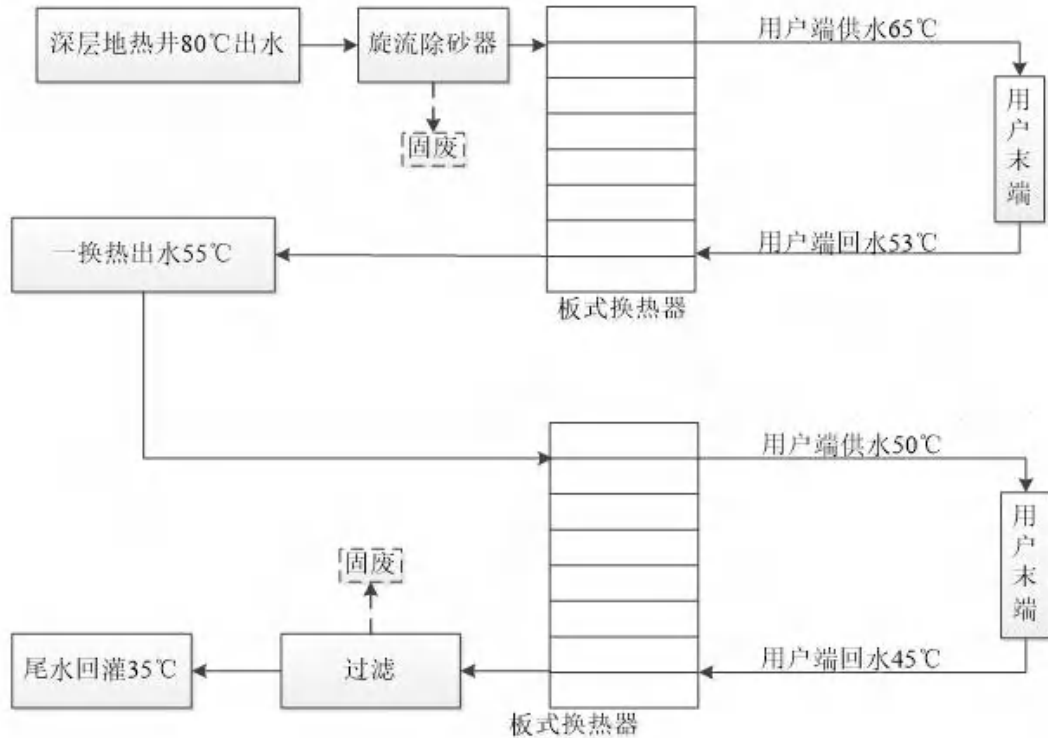 深层地热井80℃出水
旋流除砂器
用户端供水65℃
固废
用户末端
一换热出水55℃
用户端回水53℃
板式换热器
用户端供水50℃
固废
用户末端
尾水回灌35℃
过滤
用户端回水45℃
板式换热器